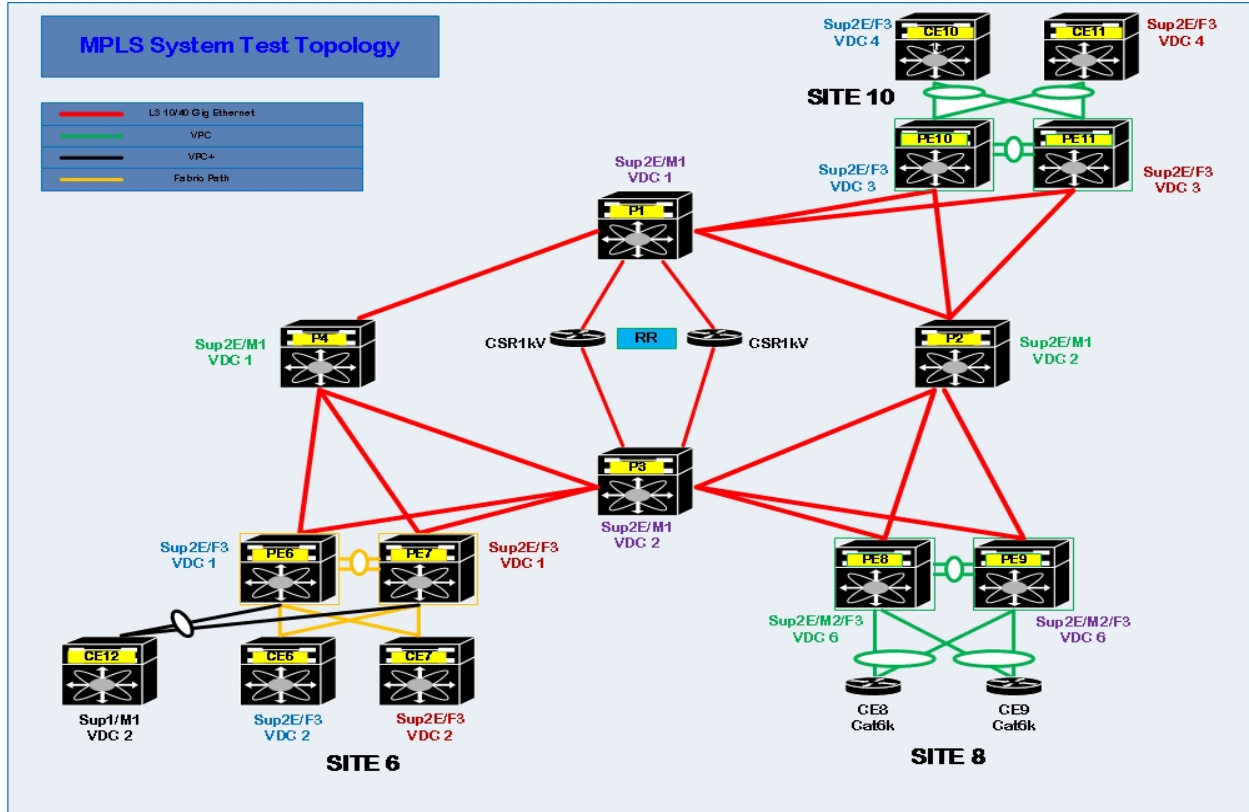 MPLS System Test Topology
L3 10/40 Gig Ethernet
VPC
VPC+
Fabric Path
Sup2E/F3
VDC 4
CE10
CE11
Sup2E/F3
VDC 4
SITE 10
PE10
PE11
Sup2E/F3
VDC 3
Sup2E/F3
VDC 3
Sup2E/M1
VDC 1
P1
P4
Sup2E/M1
VDC 1
CSR1kV
RR
CSR1kV
P2
Sup2E/M1
VDC 2
P3
Sup2E/M1
VDC 2
Sup2E/F3
VDC 1
PE6
PE7
Sup2E/F3
VDC 1
PE8
PE9
Sup2E/M2/F3
VDC 6
Sup2E/M2/F3
VDC 6
CE12
CE6
CE7
Sup1/M1
VDC 2
Sup2E/F3
VDC 2
Sup2E/F3
VDC 2
CE8
Cat6k
CE9
Cat6k
SITE 6
SITE 8